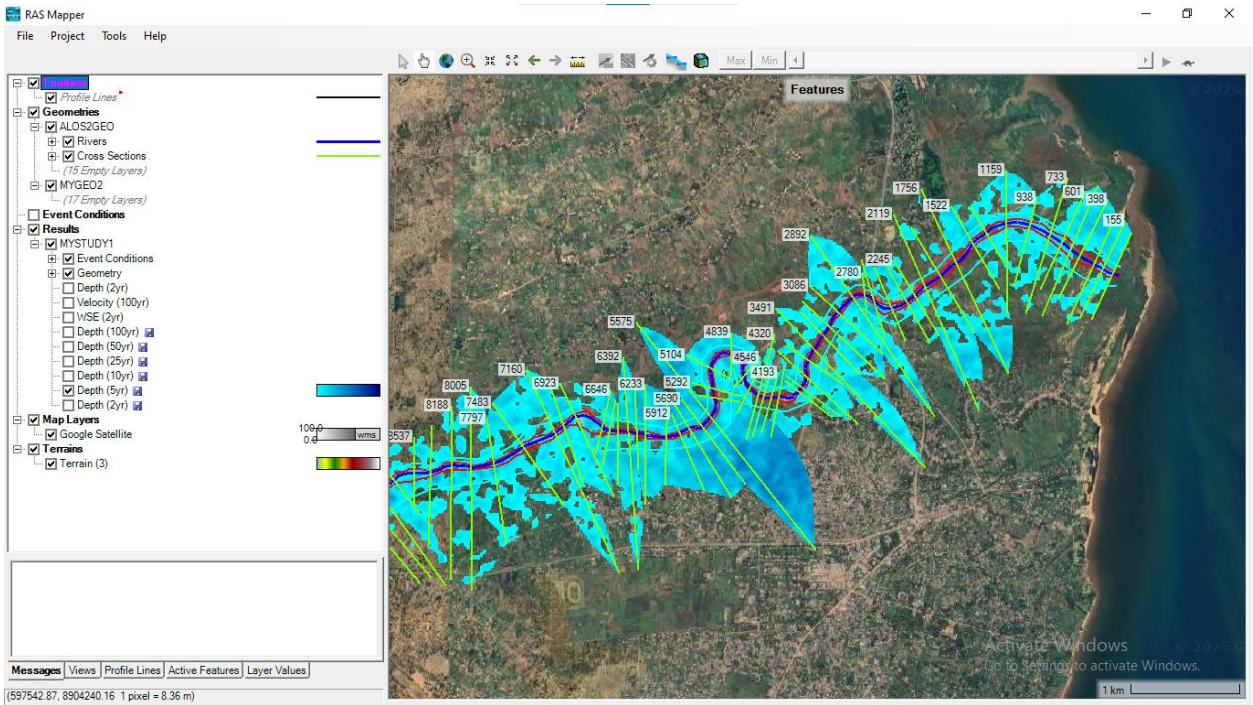 RAS Mapper
File Project Tools Help
Max Min
Features
Profile Lines
Geometries
ALOS2GEO
Rivers
Cross Sections
(15 Empty Layers)
MYGEO2
(17 Empty Layers)
Event Conditions
Results
MYSTUDY1
Event Conditions
Geometry
Depth (2yr)
Velocity (100yr)
WSE (2yr)
Depth (100yr)
Depth (50yr)
Depth (25yr)
Depth (10yr)
Depth (5yr)
Depth (2yr)
Map Layers
Google Satellite
100.0
0.0
wms
Terrains
Terrain (3)
Messages Views Profile Lines Active Features Layer Values
(597542.87, 8904240.16 1 pixel = 8.36 m)
Features
© 2025
1159
733
1756
938
601
398
2119
1522
155
2892
2245
2780
3086
3491
5575
4839
4320
5104
4546
6392
4193
7160
6923
6646
6233
5292
8005
5690
8188
7483
5912
7797
8537
Activate Windows
Go to Settings to activate Windows.
© 2025 G
1 km